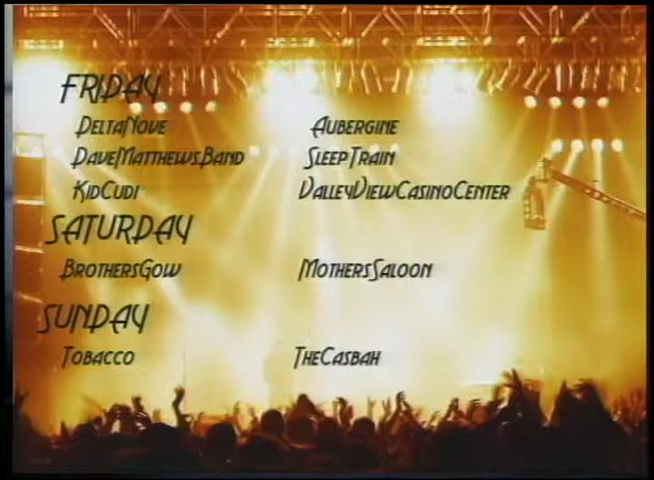 FRIDAY
DELTANOVE AUBERGINE
DAVEMATTHEWSBAND SLEEPTRAIN
KIDCUDI VALLEYVIEWCASINOCENTER
SATURDAY
BROTHERSGOW MOTHERSSALOON
SUNDAY
TOBACCO THECASBAH